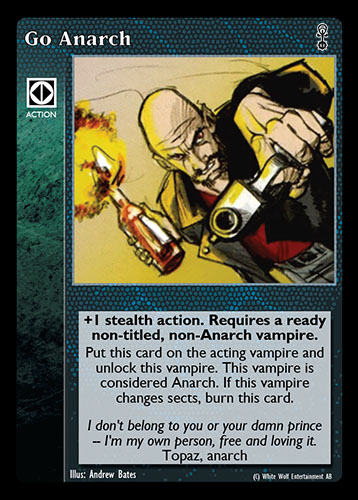 Go Anarch
ACTION
+1 stealth action. Requires a ready
non-titled, non-Anarch vampire.
Put this card on the acting vampire and
unlock this vampire. This vampire is
considered Anarch. If this vampire
changes sects, burn this card.
I don't belong to you or your damn prince
– I'm my own person, free and loving it.
Topaz, anarch
Illus: Andrew Bates
(C) White Wolf Entertainment AB